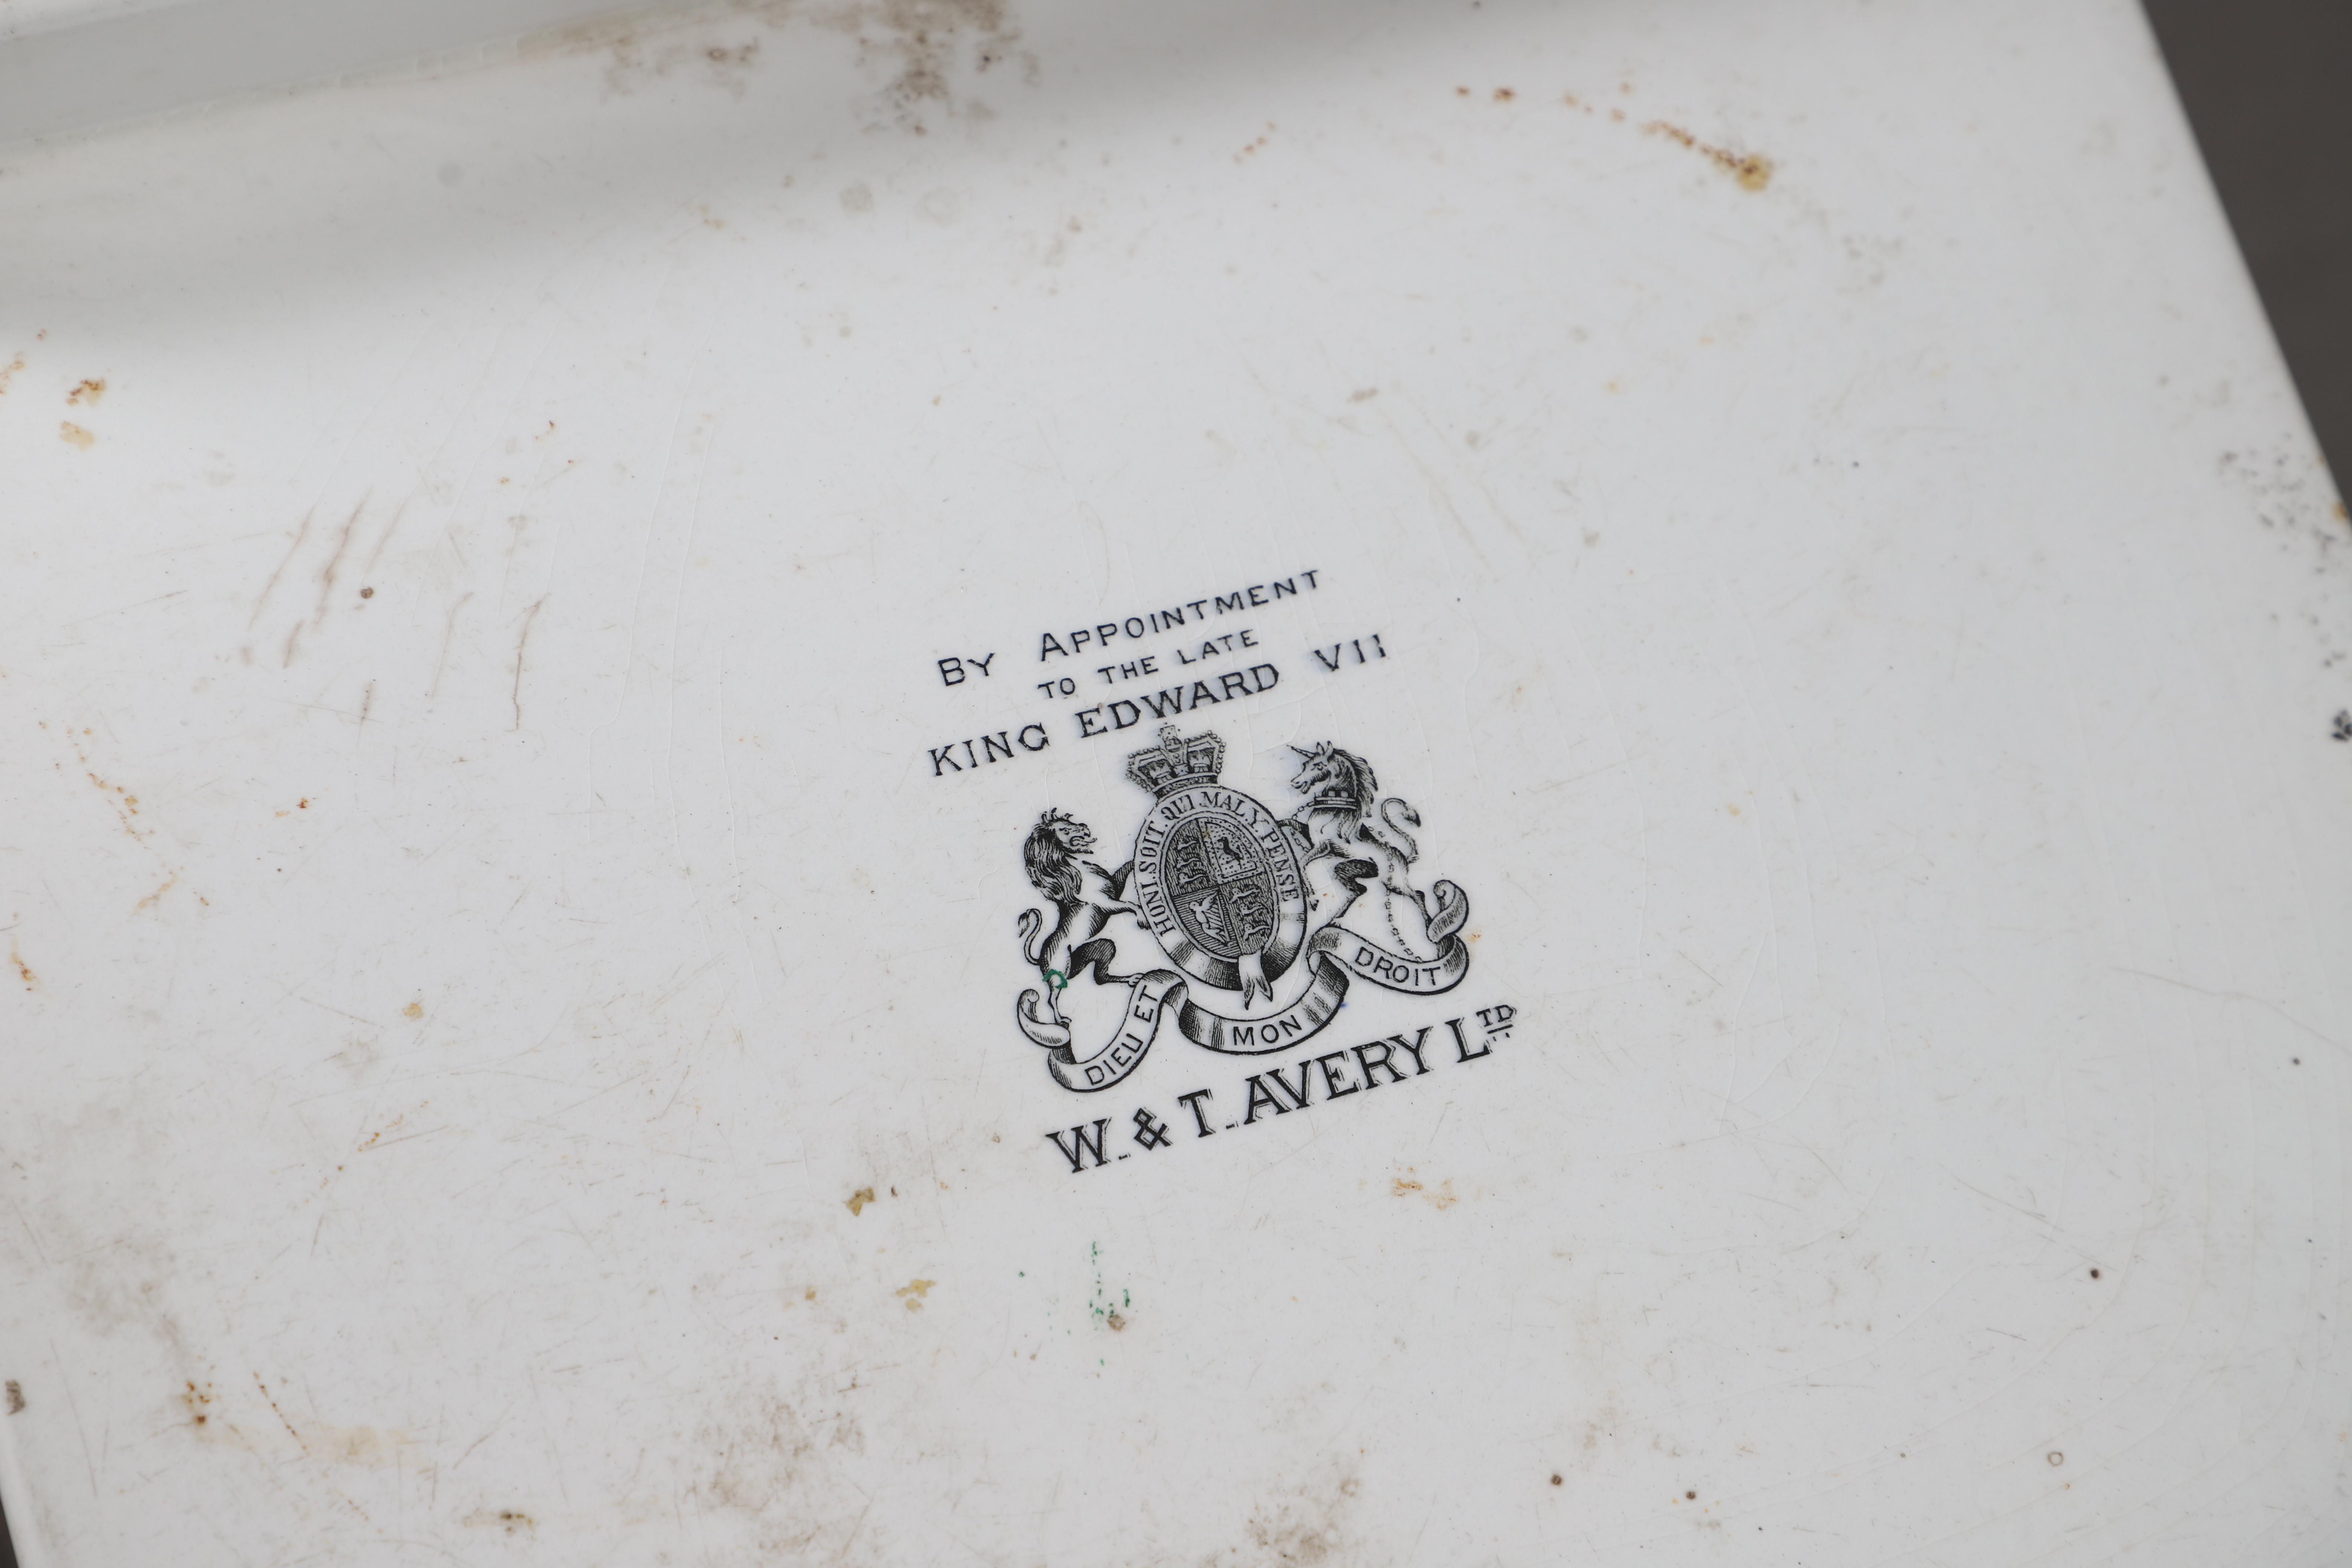 By Appointment
to the late
KING EDWARD VII
HONI.SOIT.QUI.MAL.Y.PENSE
DIEU ET MON DROIT
W. & T. AVERY LTD